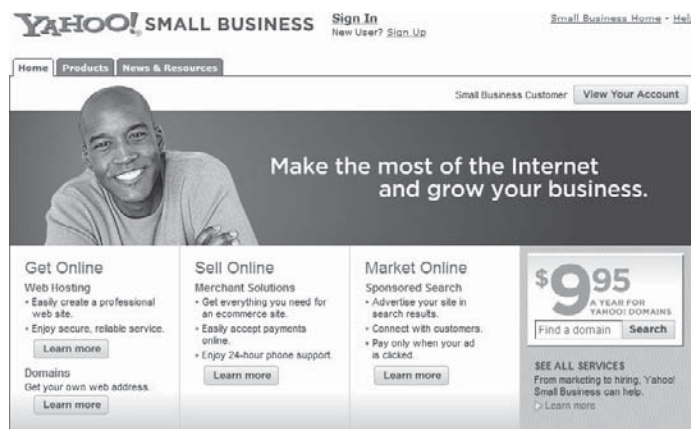 YAHOO! SMALL BUSINESS
Sign In
New User? Sign Up
Small Business Home - Help
Home
Products
News & Resources
Small Business Customer
View Your Account
Make the most of the Internet
and grow your business.
Get Online
Web Hosting
• Easily create a professional
web site.
• Enjoy secure, reliable service.
Learn more
Domains
Get your own web address.
Learn more
Sell Online
Merchant Solutions
• Get everything you need for
an ecommerce site.
• Easily accept payments
online.
• Enjoy 24-hour phone support.
Learn more
Market Online
Sponsored Search
• Advertise your site in
search results.
• Connect with customers.
• Pay only when your ad
is clicked.
Learn more
$9.95
A YEAR FOR
YAHOO! DOMAINS
Find a domain
Search
SEE ALL SERVICES
From marketing to hiring, Yahoo!
Small Business can help.
Learn more